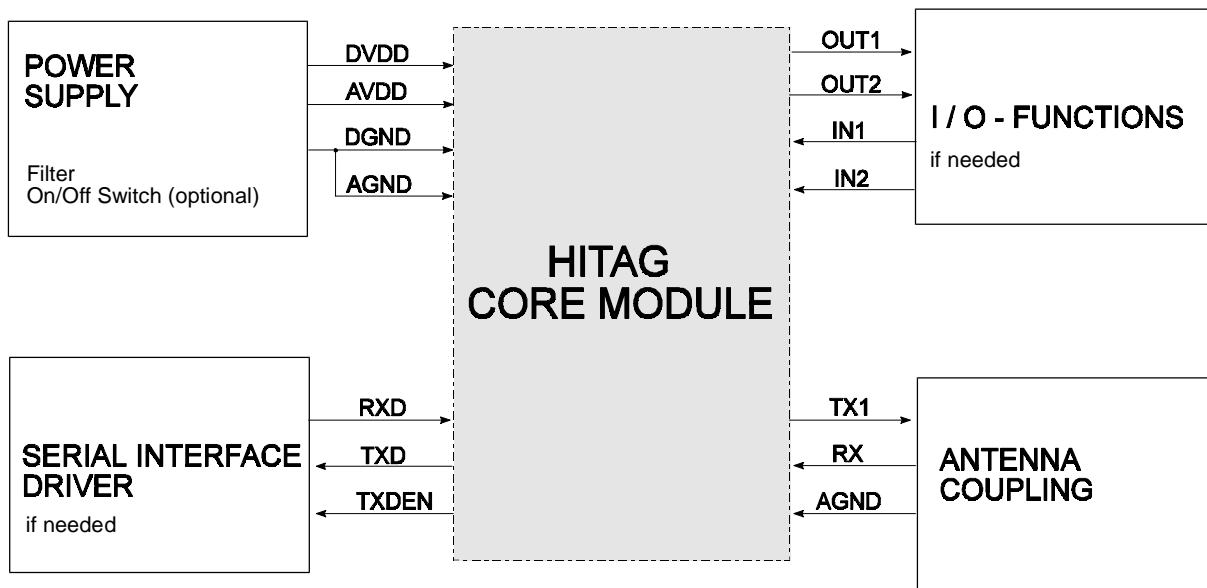 POWER
SUPPLY
Filter
On/Off Switch (optional)
DVDD
AVDD
DGND
AGND
HITAG
CORE MODULE
OUT1
OUT2
IN1
IN2
I / O - FUNCTIONS
if needed
SERIAL INTERFACE
DRIVER
if needed
RXD
TXD
TXDEN
TX1
RX
AGND
ANTENNA
COUPLING